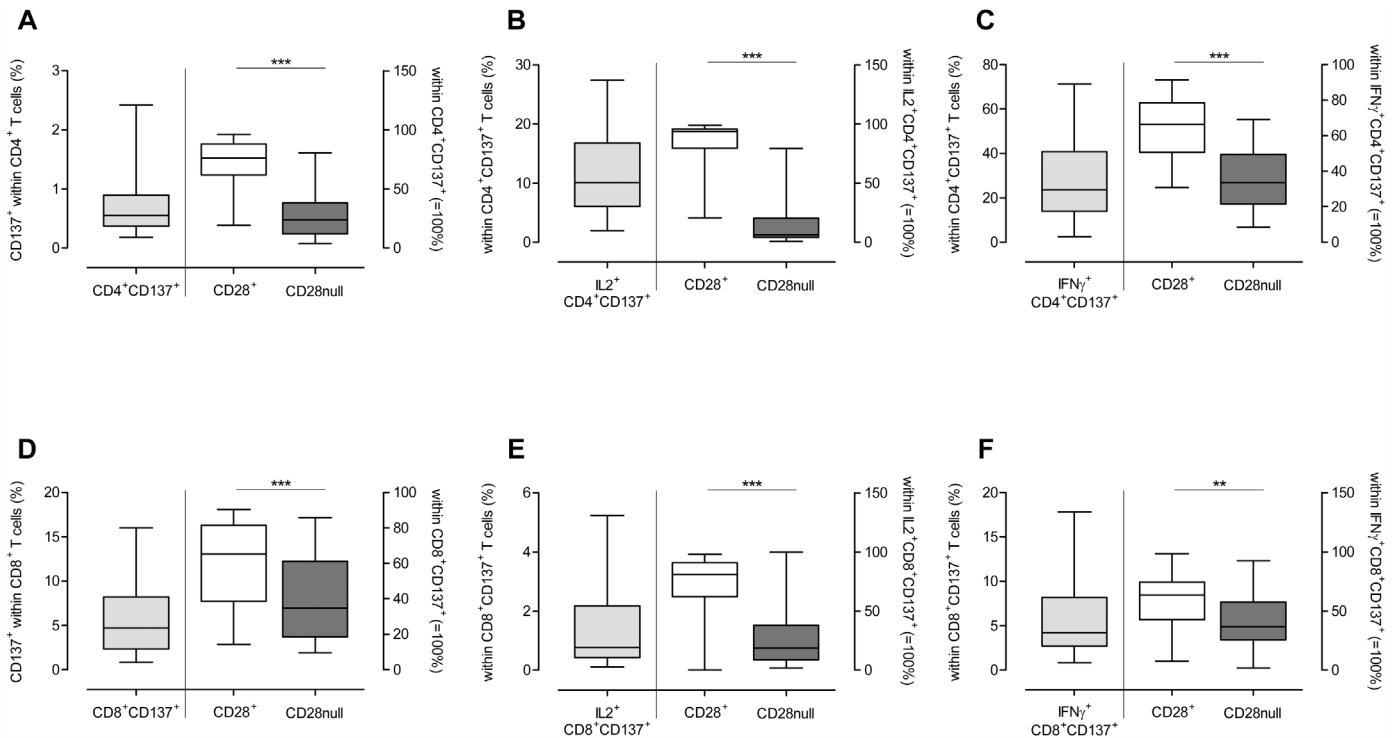 A
CD137⁺ within CD4⁺ T cells (%)
3
2
1
0
***
150
100
50
0
within CD4⁺CD137⁺ (=100%)
CD4⁺CD137⁺
CD28⁺
CD28null
B
within CD4⁺CD137⁺ T cells (%)
30
20
10
0
***
150
100
50
0
within IL2⁺CD4⁺CD137⁺ (=100%)
IL2⁺
CD4⁺CD137⁺
CD28⁺
CD28null
C
within CD4⁺CD137⁺ T cells (%)
80
60
40
20
0
***
100
80
60
40
20
0
within IFNγ⁺CD4⁺CD137⁺ (=100%)
IFNγ⁺
CD4⁺CD137⁺
CD28⁺
CD28null
D
CD137⁺ within CD8⁺ T cells (%)
20
15
10
5
0
***
100
80
60
40
20
0
within CD8⁺CD137⁺ (=100%)
CD8⁺CD137⁺
CD28⁺
CD28null
E
within CD8⁺CD137⁺ T cells (%)
6
4
2
0
***
150
100
50
0
within IL2⁺CD8⁺CD137⁺ (=100%)
IL2⁺
CD8⁺CD137⁺
CD28⁺
CD28null
F
within CD8⁺CD137⁺ T cells (%)
20
15
10
5
0
**
150
100
50
0
within IFNγ⁺CD8⁺CD137⁺ (=100%)
IFNγ⁺
CD8⁺CD137⁺
CD28⁺
CD28null